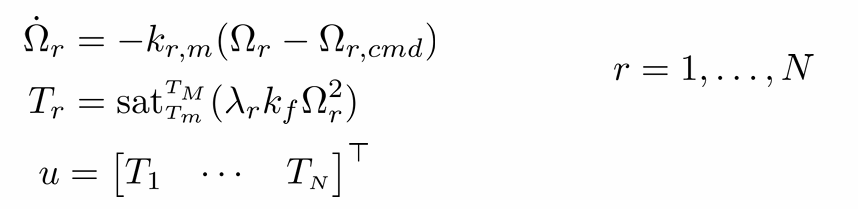 Ω̇_r = −k_{r,m}(Ω_r − Ω_{r,cmd})
T_r = sat_{T_m}^{T_M}(λ_r k_f Ω_r^2)
u = [T_1 ⋯ T_N]^⊤
r = 1, …, N